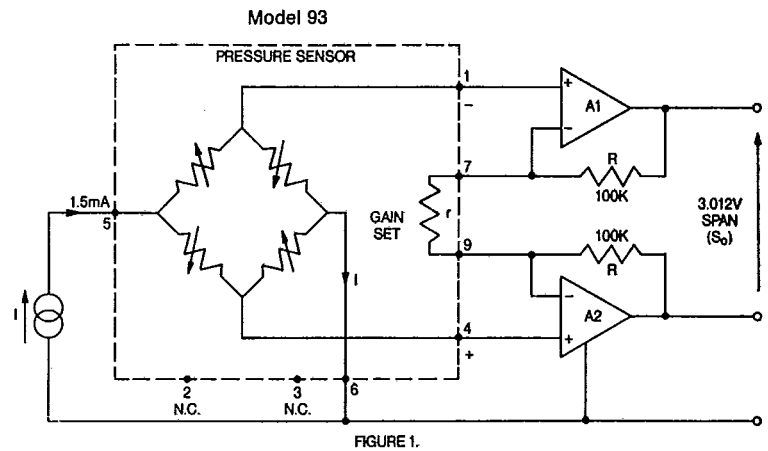 Model 93
PRESSURE SENSOR
1
−
+
A1
−
R
100K
7
1.5mA
5
GAIN
SET
r
3.012V
SPAN
(S₀)
9
100K
R
I
I
−
A2
+
4
+
2
N.C.
3
N.C.
6
FIGURE 1.